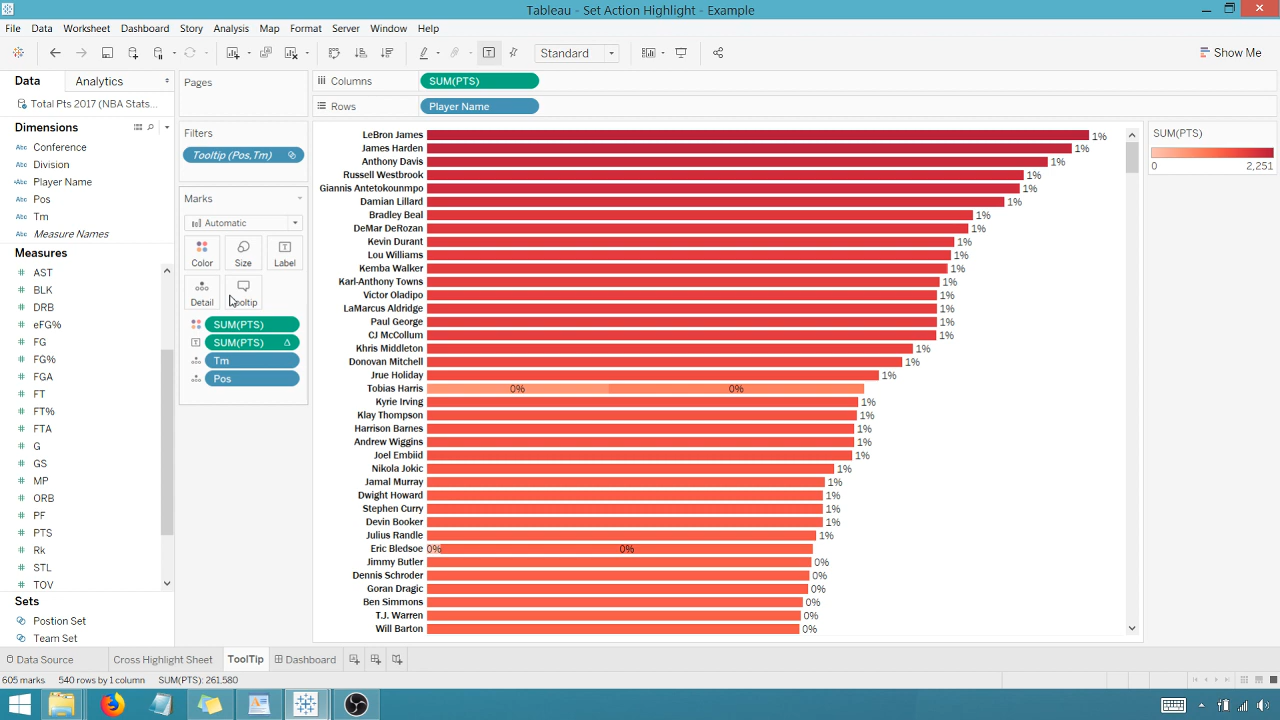 Tableau - Set Action Highlight - Example
File Data Worksheet Dashboard Story Analysis Map Format Server Window Help
Standard
Show Me
Data Analytics
Total Pts 2017 (NBA Stats...
Dimensions
Abc Conference
Abc Division
Abc Player Name
Abc Pos
Abc Tm
Abc Measure Names
Measures
# AST
# BLK
# DRB
# eFG%
# FG
# FG%
# FGA
# FT
# FT%
# FTA
# G
# GS
# MP
# ORB
# PF
# PTS
# Rk
# STL
# TOV
Sets
Postion Set
Team Set
Pages
Filters
Tooltip (Pos,Tm)
Marks
Automatic
Color Size Label
Detail Tooltip
SUM(PTS)
SUM(PTS) Δ
Tm
Pos
Columns SUM(PTS)
Rows Player Name
LeBron James 1%
James Harden 1%
Anthony Davis 1%
Russell Westbrook 1%
Giannis Antetokounmpo 1%
Damian Lillard 1%
Bradley Beal 1%
DeMar DeRozan 1%
Kevin Durant 1%
Lou Williams 1%
Kemba Walker 1%
Karl-Anthony Towns 1%
Victor Oladipo 1%
LaMarcus Aldridge 1%
Paul George 1%
CJ McCollum 1%
Khris Middleton 1%
Donovan Mitchell 1%
Jrue Holiday 1%
Tobias Harris 0% 0%
Kyrie Irving 1%
Klay Thompson 1%
Harrison Barnes 1%
Andrew Wiggins 1%
Joel Embiid 1%
Nikola Jokic 1%
Jamal Murray 1%
Dwight Howard 1%
Stephen Curry 1%
Devin Booker 1%
Julius Randle 1%
Eric Bledsoe 0% 0%
Jimmy Butler 0%
Dennis Schroder 0%
Goran Dragic 0%
Ben Simmons 0%
T.J. Warren 0%
Will Barton 0%
SUM(PTS)
0 2,251
Data Source Cross Highlight Sheet ToolTip Dashboard
605 marks 540 rows by 1 column SUM(PTS): 261,580